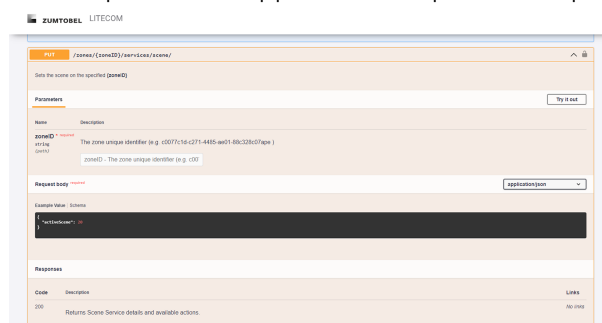 ZUMTOBEL LITECOM
PUT /zones/{zoneID}/services/scene/
Sets the scene on the specified {zoneID}
Parameters Try it out
Name Description
zoneID * required The zone unique identifier (e.g. c0077c1d-c271-4485-ae01-88c328c07ape )
string
(path)
zoneID - The zone unique identifier (e.g. c00
Request body required application/json
Example Value Schema
{
"activeScene": 20
}
Responses
Code Description Links
200 No links
Returns Scene Service details and available actions.